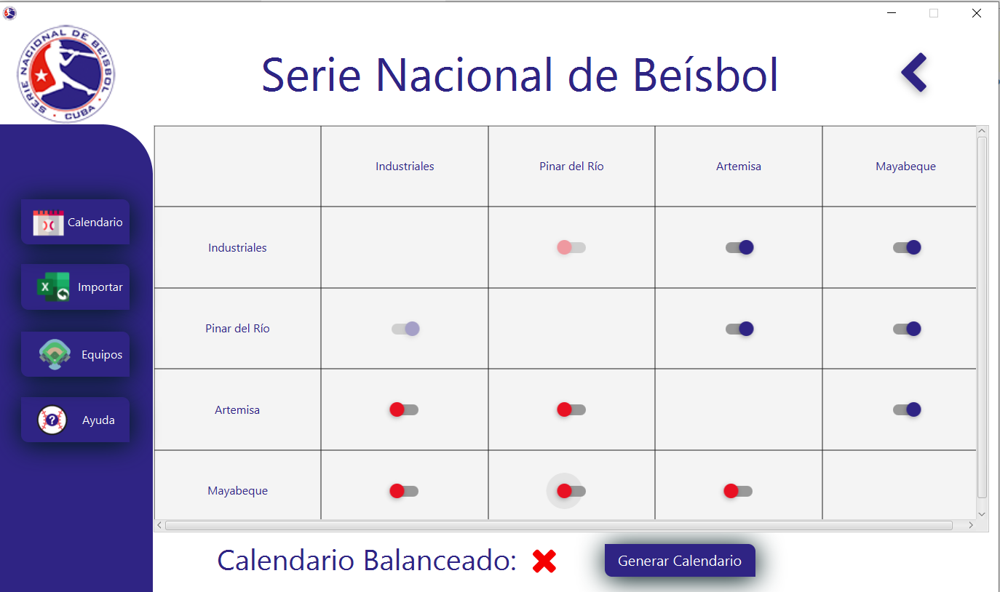 SERIE NACIONAL DE BEISBOL · CUBA ·
Serie Nacional de Beísbol
Industriales Pinar del Río Artemisa Mayabeque
Calendario
Industriales
Importar
Pinar del Río
X
Equipos
Artemisa
?
Ayuda
Mayabeque
Calendario Balanceado:
Generar Calendario